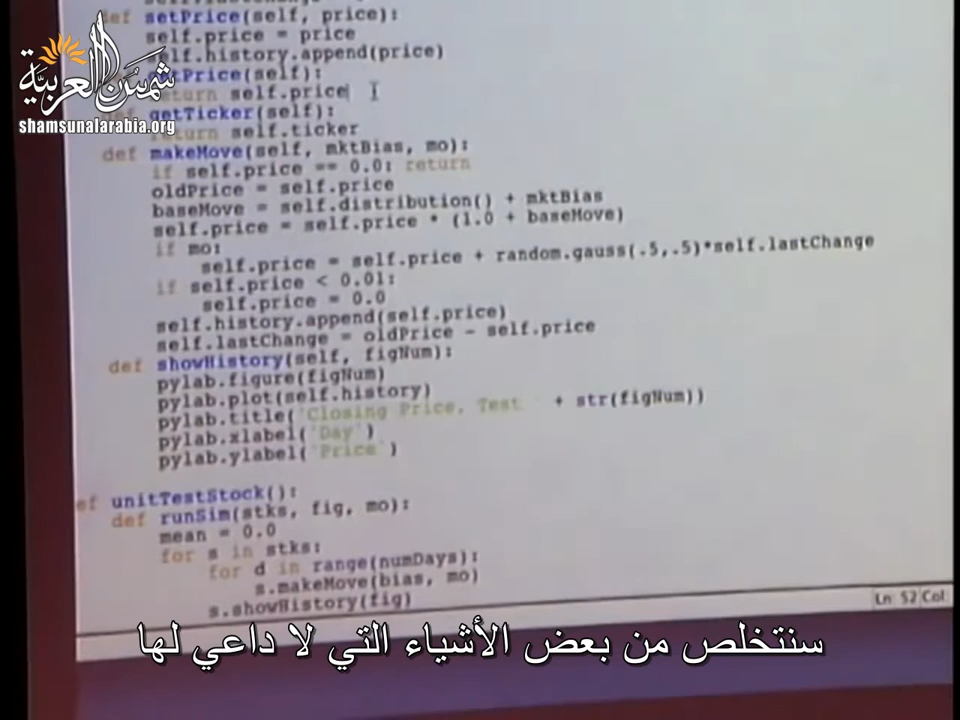 def setPrice(self, price):
self.price = price
self.history.append(price)
getPrice(self):
return self.price
def getTicker(self):
return self.ticker
def makeMove(self, mktBias, mo):
if self.price == 0.0: return
oldPrice = self.price
baseMove = self.distribution() + mktBias
self.price = self.price * (1.0 + baseMove)
if mo:
self.price = self.price + random.gauss(.5,.5)*self.lastChange
if self.price < 0.01:
self.price = 0.0
self.history.append(self.price)
self.lastChange = oldPrice - self.price
def showHistory(self, figNum):
pylab.figure(figNum)
pylab.plot(self.history)
pylab.title('Closing Price, Test ' + str(figNum))
pylab.xlabel('Day')
pylab.ylabel('Price')
ef unitTestStock():
def runSim(stks, fig, mo):
mean = 0.0
for s in stks:
for d in range(numDays):
s.makeMove(bias, mo)
s.showHistory(fig)
Ln 52 Col
شمس العربية
shamsunalarabia.org
سنتخلص من بعض الأشياء التي لا داعي لها